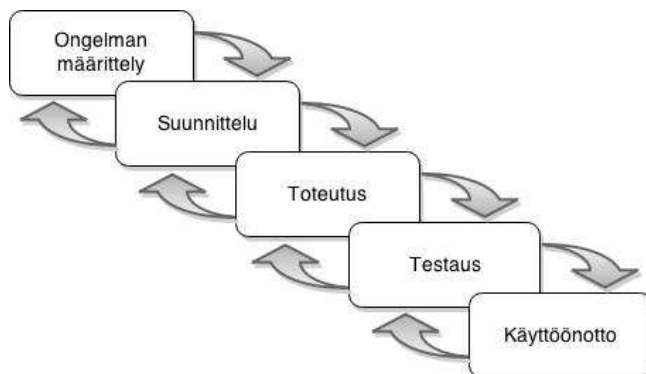 Ongelman
määrittely
Suunnittelu
Toteutus
Testaus
Käyttöönotto